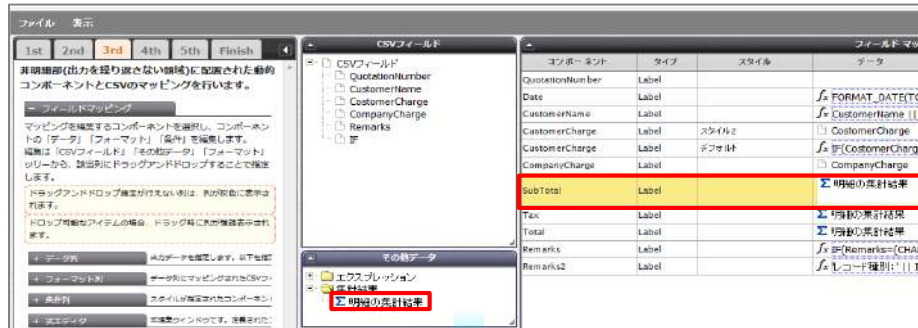 ファイル 表示
1st 2nd 3rd 4th 5th Finish
非明細部(出力を繰り返さない領域)に配置された動的
コンポーネントとCSVのマッピングを行います。
－ フィールドマッピング
マッピングを編集するコンポーネントを選択し、コンポーネン
トの「データ」「フォーマット」「条件」を編集します。
編集は「CSVフィールド」「その他データ」「フォーマット」
ツリーから、該当列にドラッグアンドドロップすることで指定
します。
ドラッグアンドドロップ指定が行えない列は、列が灰色に表示さ
れます。
ドロップ可能なアイテムの場合、ドラッグ時に列が強調表示され
ます。
+ データ列 出力データを指定します。以下を指
+ フォーマット列 データ列にマッピングされたCSVフィ
+ 条件列 スタイルが指定されたコンポーネン
+ 式エディタ
CSVフィールド
CSVフィールド
QuotationNumber
CustomerName
CostomerCharge
CompanyCharge
Remarks
IF
その他データ
エクスプレッション
集計結果
Σ 明細の集計結果
フィールド マッ
コンポーネント タイプ スタイル データ
QuotationNumber Label
Date Label FORMAT_DATE(TO
CustomerName Label CustomerName ||
CustomerCharge Label スタイル2 CostomerCharge
CustomerCharge Label デフォルト IF(CostomerCharg
CompanyCharge Label CompanyCharge
SubTotal Label Σ 明細の集計結果
Tax Label Σ 明細の集計結果
Total Label Σ 明細の集計結果
Remarks Label IF(Remarks=(CHA
Remarks2 Label 'レコード種別:' || I